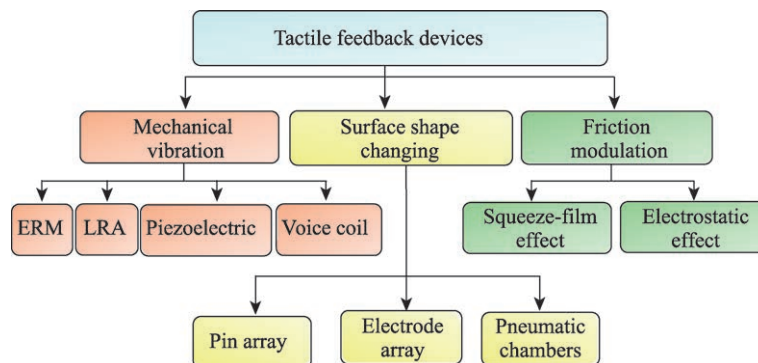 Tactile feedback devices
Mechanical
vibration
Surface shape
changing
Friction
modulation
ERM
LRA
Piezoelectric
Voice coil
Squeeze-film
effect
Electrostatic
effect
Pin array
Electrode
array
Pneumatic
chambers